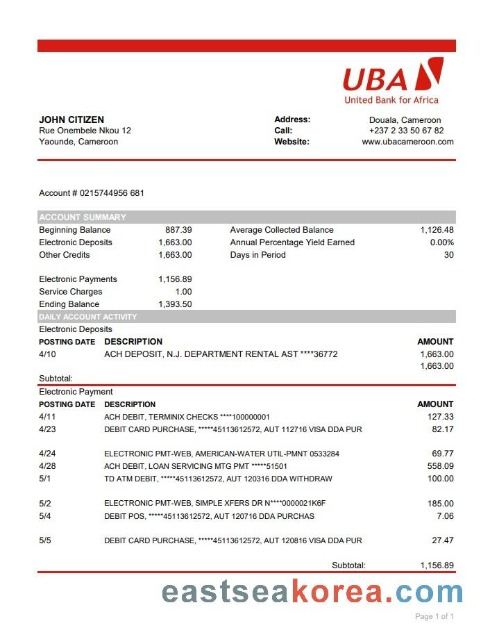 UBA
United Bank for Africa
JOHN CITIZEN Address: Douala, Cameroon
Rue Onembele Nkou 12 Call: +237 2 33 50 67 82
Yaounde, Cameroon Website: www.ubacameroon.com
Account # 0215744956 681
ACCOUNT SUMMARY
Beginning Balance 887.39 Average Collected Balance 1,126.48
Electronic Deposits 1,663.00 Annual Percentage Yield Earned 0.00%
Other Credits 1,663.00 Days in Period 30
Electronic Payments 1,156.89
Service Charges 1.00
Ending Balance 1,393.50
DAILY ACCOUNT ACTIVITY
Electronic Deposits
POSTING DATE DESCRIPTION AMOUNT
4/10 ACH DEPOSIT, N.J. DEPARTMENT RENTAL AST ****36772 1,663.00
1,663.00
Subtotal:
Electronic Payment
POSTING DATE DESCRIPTION AMOUNT
4/11 ACH DEBIT, TERMINIX CHECKS ****100000001 127.33
4/23 DEBIT CARD PURCHASE, *****45113612572, AUT 112716 VISA DDA PUR 82.17
4/24 ELECTRONIC PMT-WEB, AMERICAN-WATER UTIL-PMNT 0533284 69.77
4/28 ACH DEBIT, LOAN SERVICING MTG PMT *****51501 558.09
5/1 TD ATM DEBIT, *****45113612572, AUT 120316 DDA WITHDRAW 100.00
5/2 ELECTRONIC PMT-WEB, SIMPLE XFERS DR N****0000021K6F 185.00
5/4 DEBIT POS, *****45113612572, AUT 120716 DDA PURCHAS 7.06
5/5 DEBIT CARD PURCHASE, *****45113612572, AUT 120816 VISA DDA PUR 27.47
Subtotal: 1,156.89
eastseakorea.com
Page 1 of 1